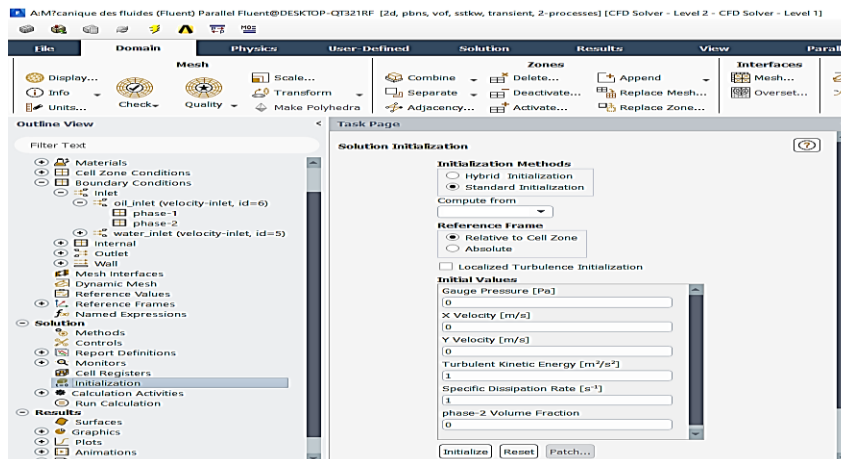 A:M?canique des fluides (Fluent) Parallel Fluent@DESKTOP-QT321RF [2d, pbns, vof, sstkw, transient, 2-processes] [CFD Solver - Level 2 - CFD Solver - Level 1]
File Domain Physics User-Defined Solution Results View Parall
Mesh Zones Interfaces
Display... Scale... Combine Delete... Append Mesh...
Info Transform Separate Deactivate... Replace Mesh... Overset...
Units... Check Quality Make Polyhedra Adjacency... Activate... Replace Zone...
Outline View < Task Page
Filter Text
Solution Initialization
Materials
Cell Zone Conditions
Boundary Conditions
Inlet
oil_inlet (velocity-inlet, id=6)
phase-1
phase-2
water_inlet (velocity-inlet, id=5)
Internal
Outlet
Wall
Mesh Interfaces
Dynamic Mesh
Reference Values
Reference Frames
Named Expressions
Solution
Methods
Controls
Report Definitions
Monitors
Cell Registers
Initialization
Calculation Activities
Run Calculation
Results
Surfaces
Graphics
Plots
Animations
Initialization Methods
Hybrid Initialization
Standard Initialization
Compute from
Reference Frame
Relative to Cell Zone
Absolute
Localized Turbulence Initialization
Initial Values
Gauge Pressure [Pa]
0
X Velocity [m/s]
0
Y Velocity [m/s]
0
Turbulent Kinetic Energy [m²/s²]
1
Specific Dissipation Rate [s⁻¹]
1
phase-2 Volume Fraction
0
Initialize Reset Patch...